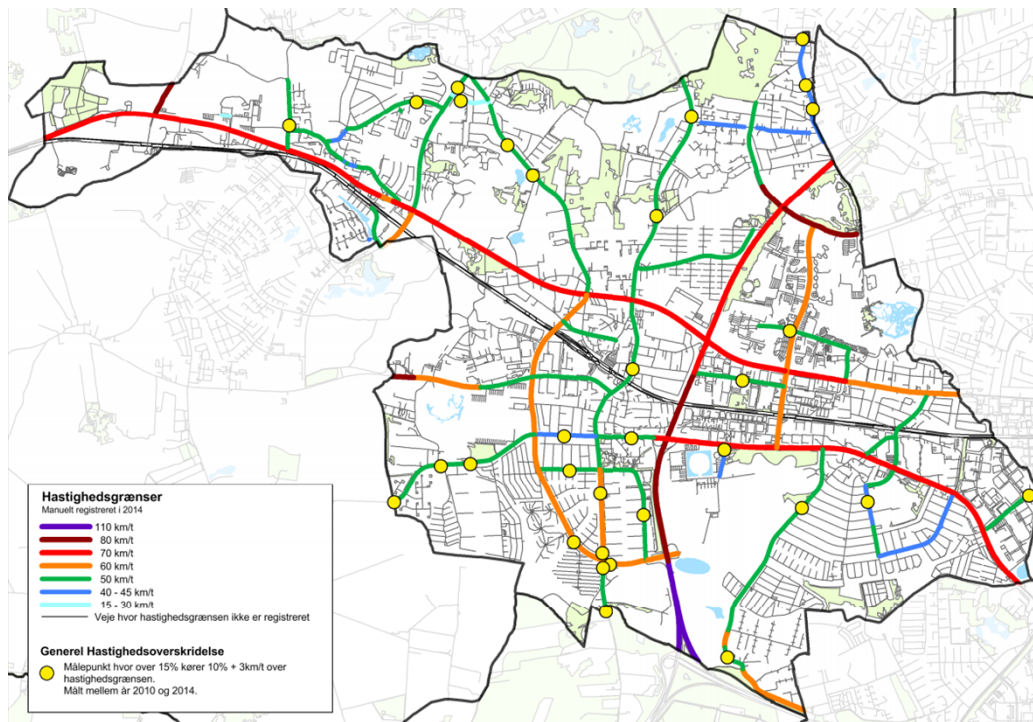 Hastighedsgrænser
Manuelt registreret i 2014
110 km/t
80 km/t
70 km/t
60 km/t
50 km/t
40 - 45 km/t
15 - 30 km/t
Veje hvor hastighedsgrænsen ikke er registreret
Generel Hastighedsoverskridelse
Målepunkt hvor over 15% kører 10% + 3km/t over
hastighedsgrænsen.
Målt mellem år 2010 og 2014.